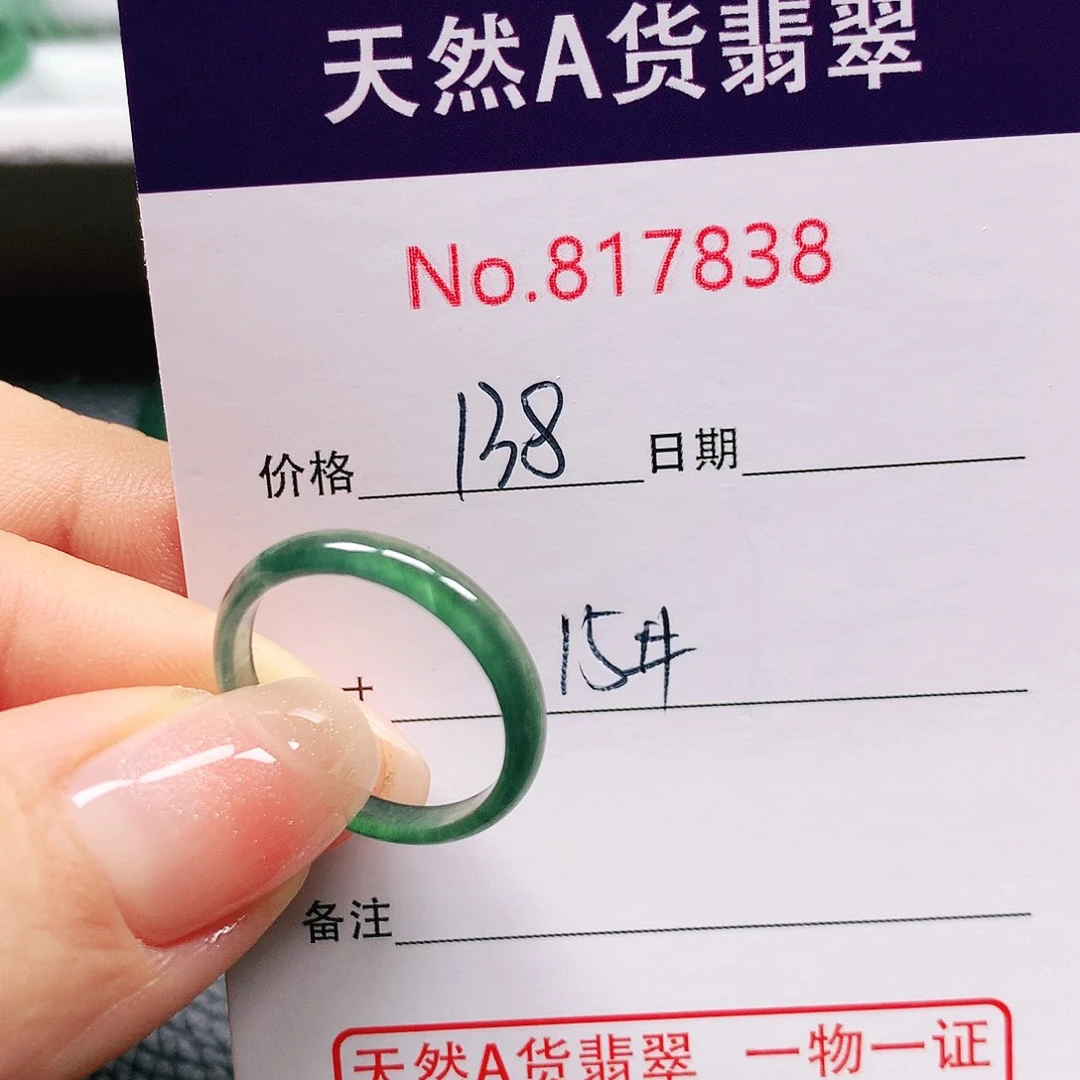 天然A货翡翠
No.817838
价格 138 日期
15#
备注
天然A货翡翠 一物一证